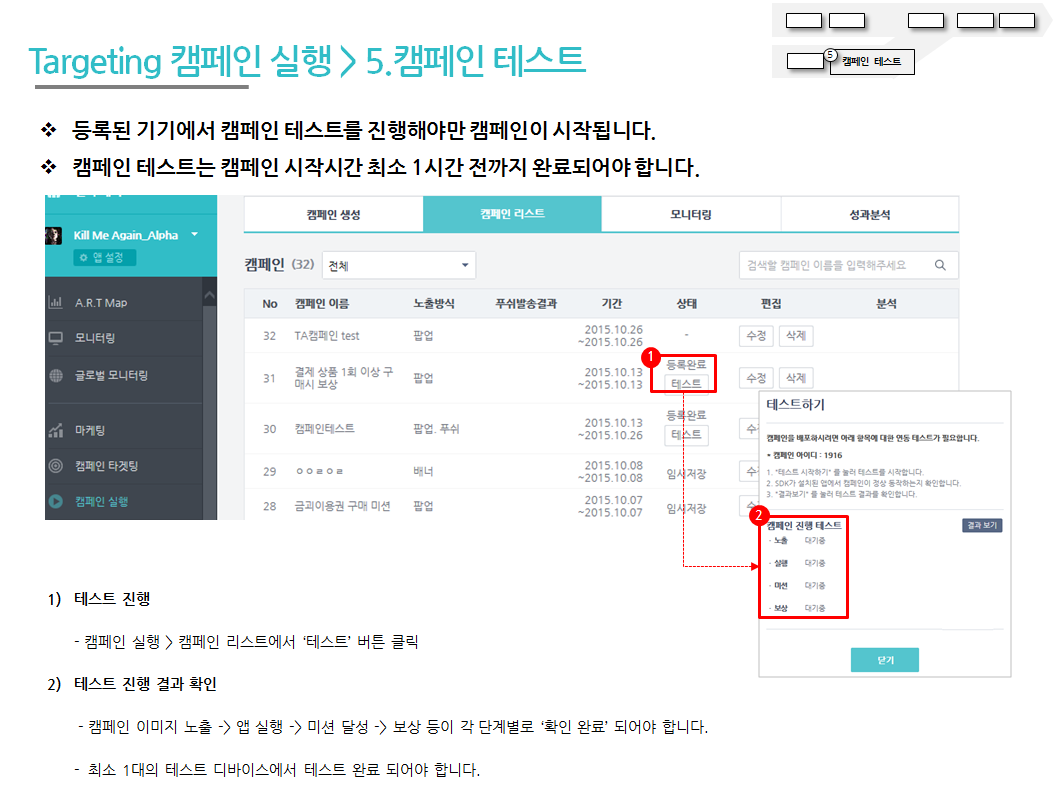 Targeting 캠페인 실행 > 5.캠페인 테스트
5
캠페인 테스트
❖ 등록된 기기에서 캠페인 테스트를 진행해야만 캠페인이 시작됩니다.
❖ 캠페인 테스트는 캠페인 시작시간 최소 1시간 전까지 완료되어야 합니다.
Kill Me Again_Alpha
앱 설정
A.R.T Map
모니터링
글로벌 모니터링
마케팅
캠페인 타겟팅
캠페인 실행
캠페인 생성 캠페인 리스트 모니터링 성과분석
캠페인 (32) 전체 검색할 캠페인 이름을 입력해주세요
No 캠페인 이름 노출방식 푸쉬발송결과 기간 상태 편집 분석
32 TA캠페인 test 팝업 2015.10.26 ~2015.10.26 - 수정 삭제
1
31 결제 상품 1회 이상 구매시 보상 팝업 2015.10.13 ~2015.10.13 등록완료 테스트 수정 삭제
30 캠페인테스트 팝업. 푸쉬 2015.10.13 ~2015.10.26 등록완료 테스트
29 ㅇㅇㄹㅇㄹ 배너 2015.10.08 ~2015.10.08 임시저장
28 금괴이용권 구매 미션 팝업 2015.10.07 ~2015.10.07 임시저장
테스트하기
캠페인을 배포하시려면 아래 항목에 대한 연동 테스트가 필요합니다.
• 캠페인 아이디 : 1916
1. "테스트 시작하기" 를 눌러 테스트를 시작합니다.
2. SDK가 설치된 앱에서 캠페인이 정상 동작하는지 확인합니다.
3. "결과보기" 를 눌러 테스트 결과를 확인합니다.
2
캠페인 진행 테스트 결과 보기
· 노출 대기중
· 실행 대기중
· 미션 대기중
· 보상 대기중
닫기
1) 테스트 진행
- 캠페인 실행 > 캠페인 리스트에서 ‘테스트’ 버튼 클릭
2) 테스트 진행 결과 확인
- 캠페인 이미지 노출 -> 앱 실행 -> 미션 달성 -> 보상 등이 각 단계별로 ‘확인 완료’ 되어야 합니다.
- 최소 1대의 테스트 디바이스에서 테스트 완료 되어야 합니다.